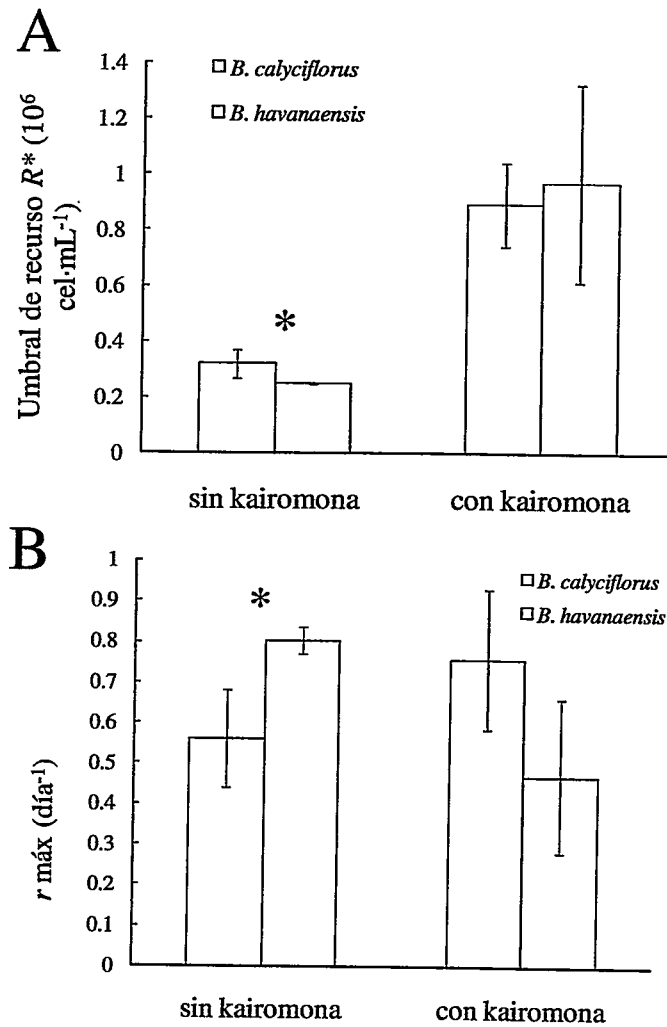 A
Umbral de recurso R* (10⁶
cel·mL⁻¹).
1.4
1.2
1
0.8
0.6
0.4
0.2
0
B. calyciflorus
B. havanaensis
*
sin kairomona
con kairomona
B
r máx (día⁻¹)
1
0.9
0.8
0.7
0.6
0.5
0.4
0.3
0.2
0.1
0
*
B. calyciflorus
B. havanaensis
sin kairomona
con kairomona